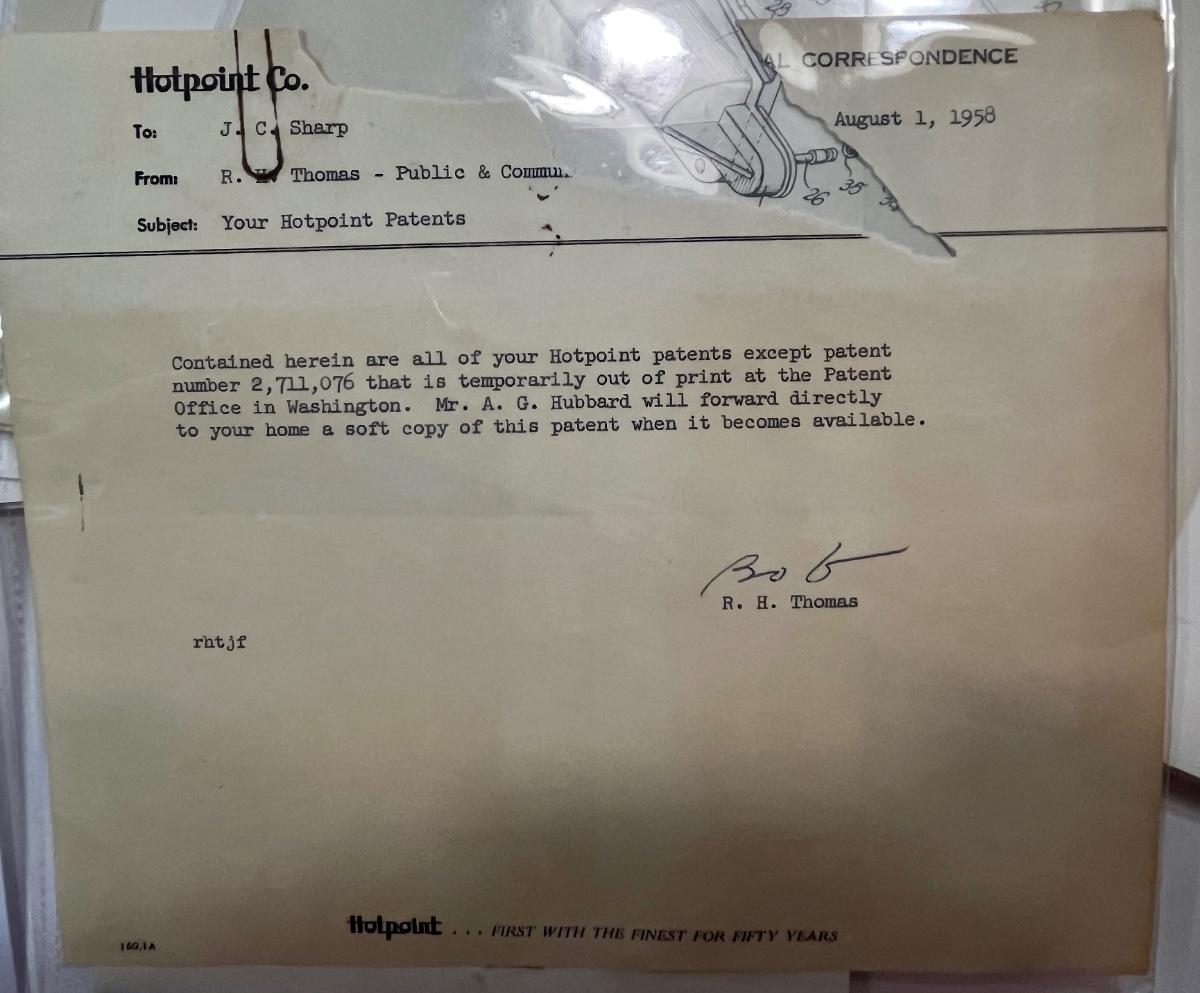 Hotpoint Co.
CORRESPONDENCE
August 1, 1958
To: J. C. Sharp
From: R. Thomas - Public &
Subject: Your Hotpoint Patents
26
35
Contained herein are all of your Hotpoint patents except patent
number 2,711,076 that is temporarily out of print at the Patent
Office in Washington. Mr. A. G. Hubbard will forward directly
to your home a soft copy of this patent when it becomes available.
Bob
R. H. Thomas
rhtjf
Hotpoint ... FIRST WITH THE FINEST FOR FIFTY YEARS